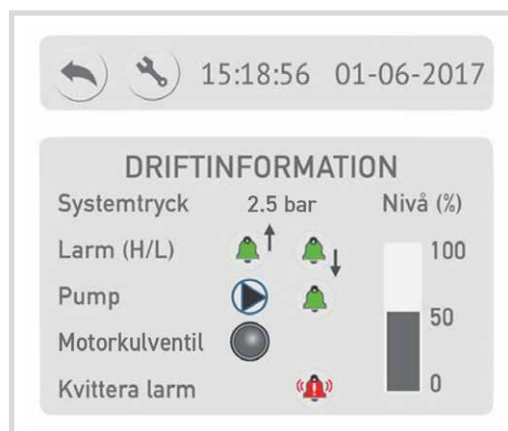 15:18:56 01-06-2017
DRIFTINFORMATION
Systemtryck 2.5 bar Nivå (%)
Larm (H/L) 100
Pump
50
Motorkulventil
Kvittera larm 0